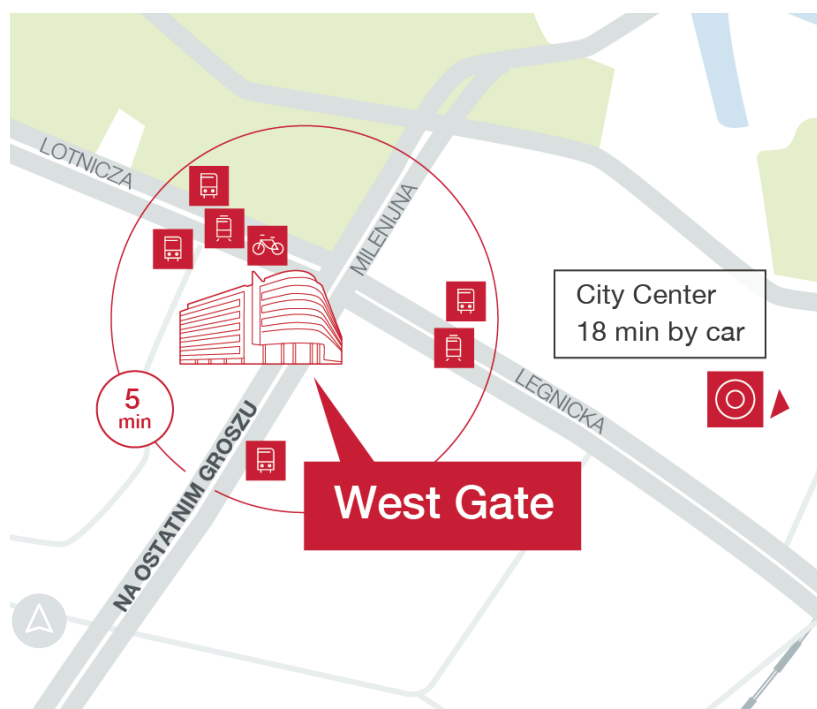 LOTNICZA
MILENIJNA
City Center
18 min by car
LEGNICKA
5
min
NA OSTATNIM GROSZU
West Gate